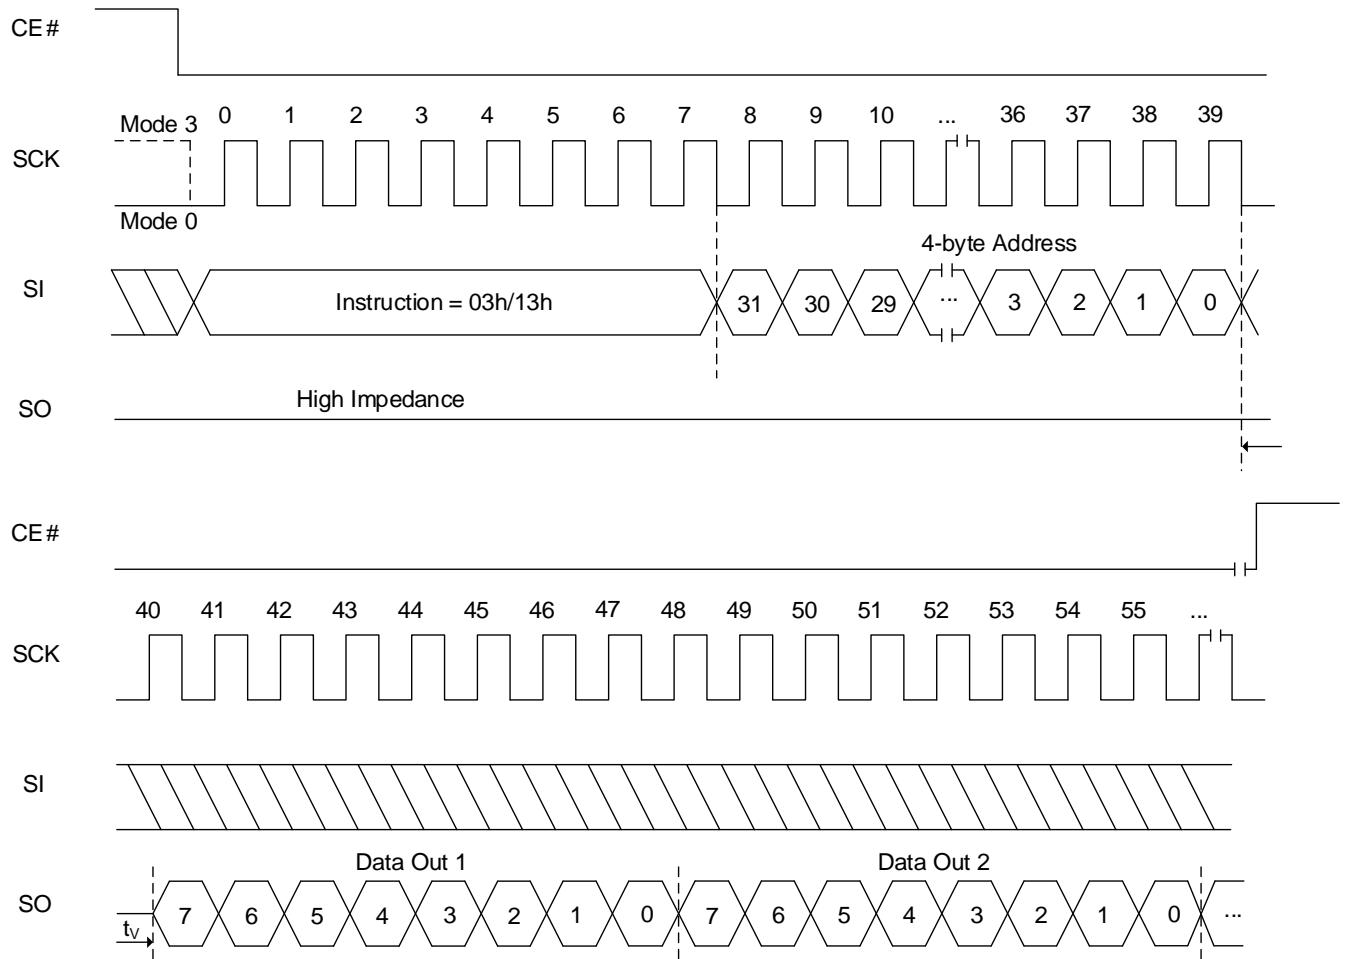 CE#
0 1 2 3 4 5 6 7 8 9 10 ... 36 37 38 39
Mode 3
SCK
Mode 0
4-byte Address
SI
Instruction = 03h/13h 31 30 29 ... 3 2 1 0
High Impedance
SO
CE#
40 41 42 43 44 45 46 47 48 49 50 51 52 53 54 55 ...
SCK
SI
Data Out 1 Data Out 2
SO
7 6 5 4 3 2 1 0 7 6 5 4 3 2 1 0 ...
tV